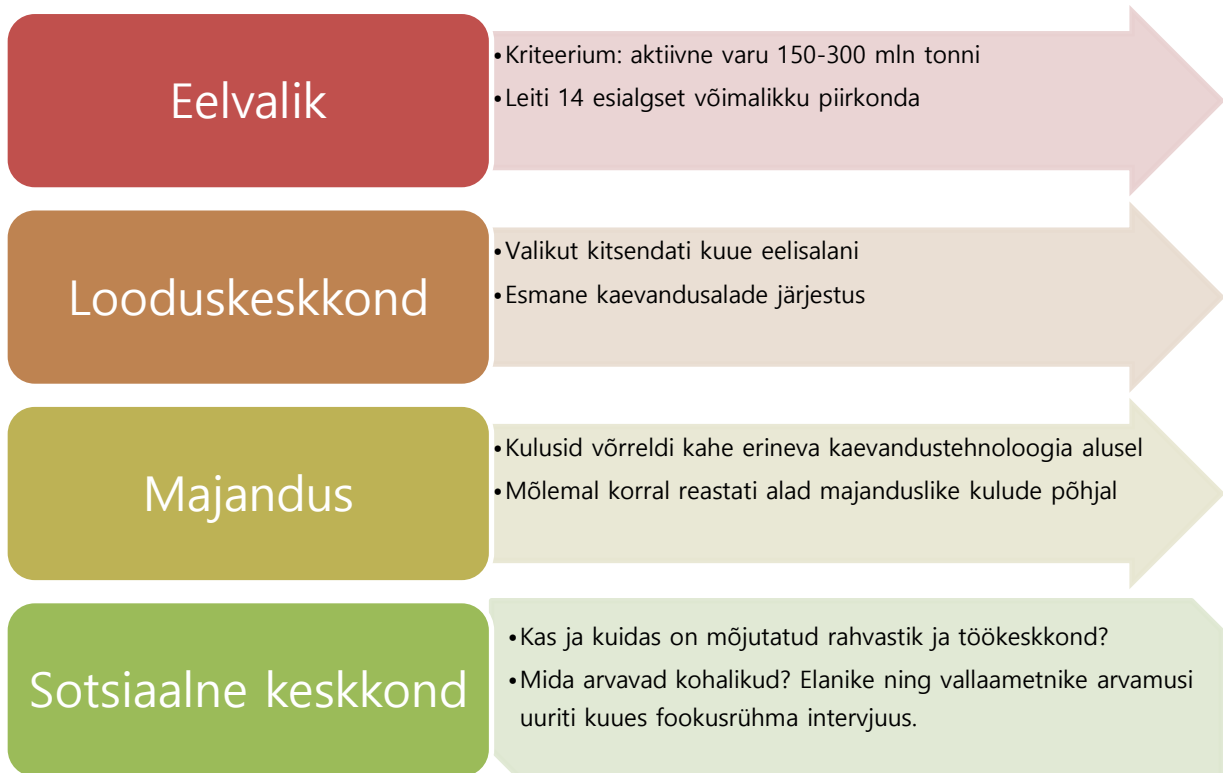 Eelvalik
•Kriteerium: aktiivne varu 150-300 mln tonni
•Leiti 14 esialgset võimalikku piirkonda
Looduskeskkond
•Valikut kitsendati kuue eelisalani
•Esmane kaevandusalade järjestus
Majandus
•Kulusid võrreldi kahe erineva kaevandustehnoloogia alusel
•Mõlemal korral reastati alad majanduslike kulude põhjal
Sotsiaalne keskkond
•Kas ja kuidas on mõjutatud rahvastik ja töökeskkond?
•Mida arvavad kohalikud? Elanike ning vallaametnike arvamusi
uuriti kuues fookusrühma intervjuus.